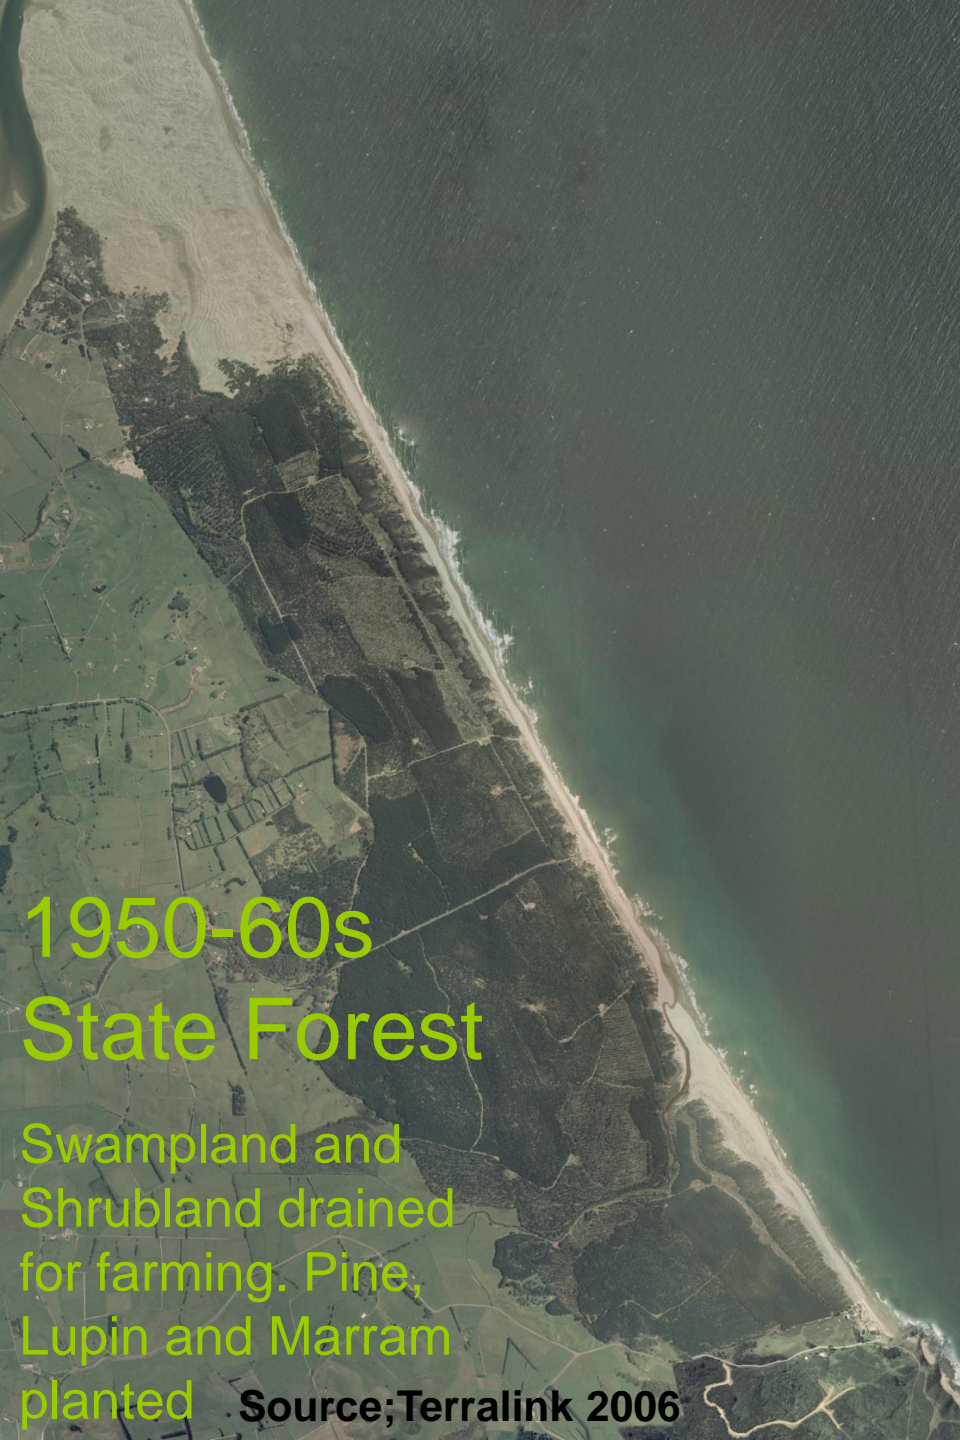 1950-60s
State Forest
Swampland and
Shrubland drained
for farming. Pine,
Lupin and Marram
planted
Source;Terralink 2006